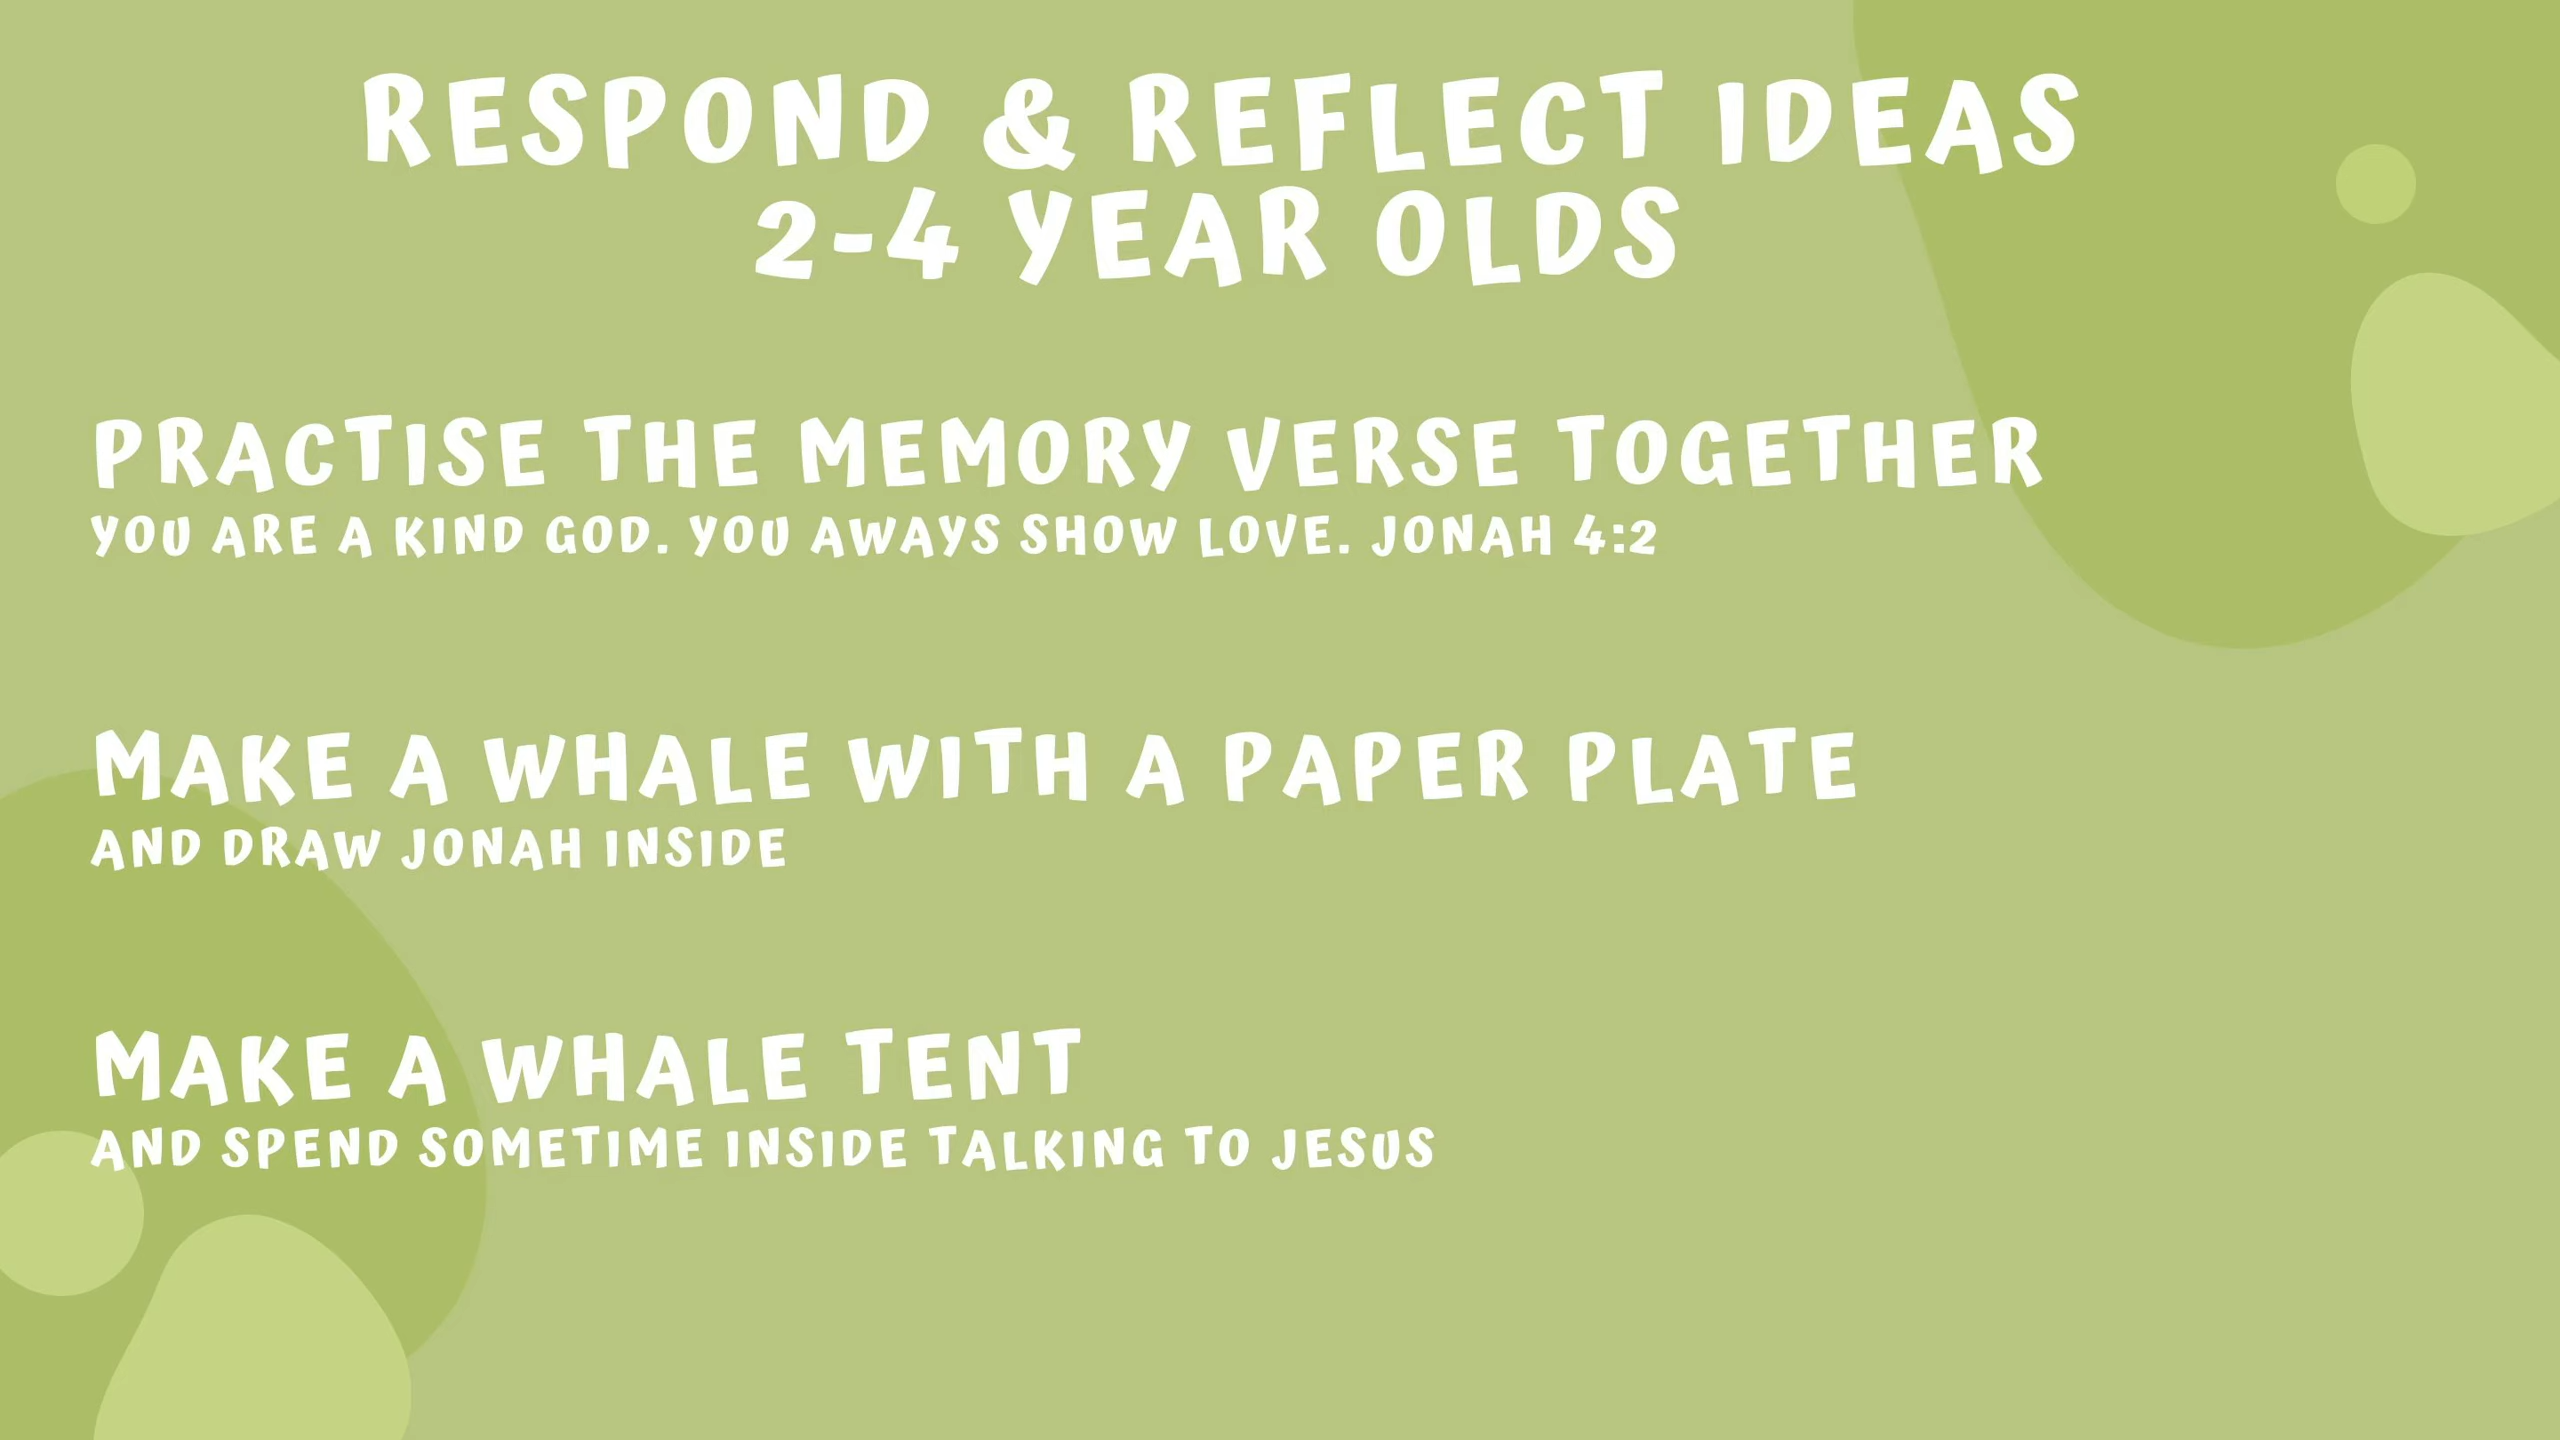 RESPOND & REFLECT IDEAS
2-4 YEAR OLDS
PRACTISE THE MEMORY VERSE TOGETHER
YOU ARE A KIND GOD. YOU AWAYS SHOW LOVE. JONAH 4:2
MAKE A WHALE WITH A PAPER PLATE
AND DRAW JONAH INSIDE
MAKE A WHALE TENT
AND SPEND SOMETIME INSIDE TALKING TO JESUS